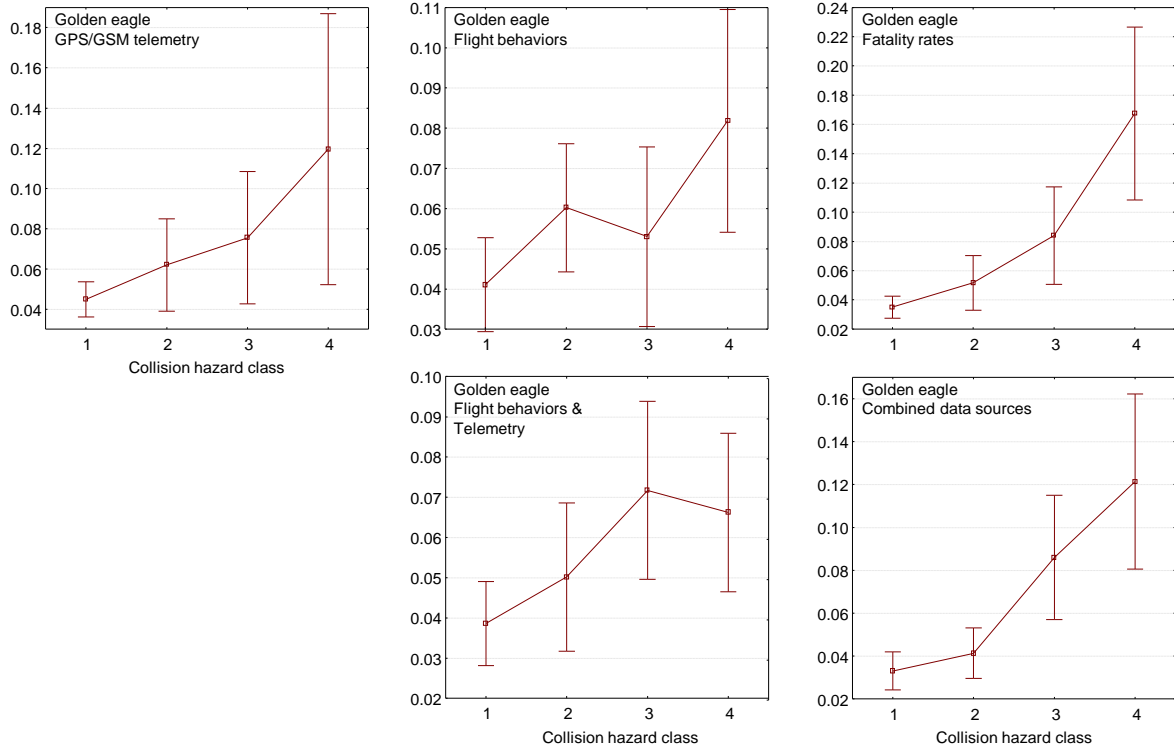 Golden eagle
GPS/GSM telemetry
0.18
0.16
0.14
0.12
0.10
0.08
0.06
0.04
1 2 3 4
Collision hazard class
Golden eagle
Flight behaviors
0.11
0.10
0.09
0.08
0.07
0.06
0.05
0.04
0.03
1 2 3 4
Golden eagle
Fatality rates
0.24
0.22
0.20
0.18
0.16
0.14
0.12
0.10
0.08
0.06
0.04
0.02
1 2 3 4
Golden eagle
Flight behaviors &
Telemetry
0.10
0.09
0.08
0.07
0.06
0.05
0.04
0.03
0.02
1 2 3 4
Collision hazard class
Golden eagle
Combined data sources
0.16
0.14
0.12
0.10
0.08
0.06
0.04
0.02
1 2 3 4
Collision hazard class